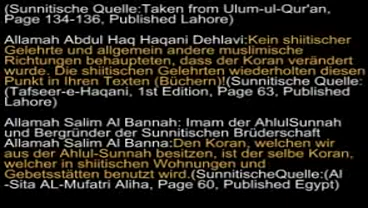 (Sunnitische Quelle:Taken from Ulum-ul-Qur'an,
Page 134-136, Published Lahore)
Allamah Abdul Haq Haqani Dehlavi:Kein shiitischer
Gelehrte und allgemein andere muslimische
Richtungen behaupteten, dass der Koran verändert
wurde. Die shiitischen Gelehrten wiederholten diesen
Punkt in Ihren Texten (Büchern)!(Sunnitische Quelle:
(Tafseer-e-Haqani, 1st Edition, Page 63, Published
Lahore)
Allamah Salim Al Bannah: Imam der AhlulSunnah
und Bergründer der Sunnitischen Brüderschaft
Allamah Salim Al Banna:Den Koran, welchen wir
aus der Ahlul-Sunnah besitzen, ist der selbe Koran,
welcher in shiitischen Wohnungen und
Gebetsstätten benutzt wird.(SunnitischeQuelle:(Al
-Sita AL-Mufatri Aliha, Page 60, Published Egypt)